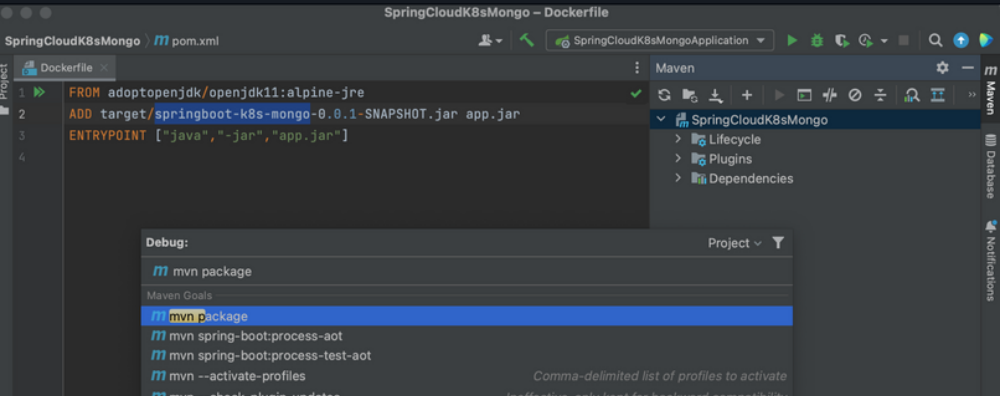 SpringCloudK8sMongo – Dockerfile
SpringCloudK8sMongo 〉 m pom.xml
SpringCloudK8sMongoApplication
Project
Dockerfile
1 FROM adoptopenjdk/openjdk11:alpine-jre
2 ADD target/springboot-k8s-mongo-0.0.1-SNAPSHOT.jar app.jar
3 ENTRYPOINT ["java","-jar","app.jar"]
4
Maven
SpringCloudK8sMongo
Lifecycle
Plugins
Dependencies
m Maven
Database
Notifications
Debug:
Project
m mvn package
Maven Goals
m mvn package
m mvn spring-boot:process-aot
m mvn spring-boot:process-test-aot
m mvn --activate-profiles Comma-delimited list of profiles to activate